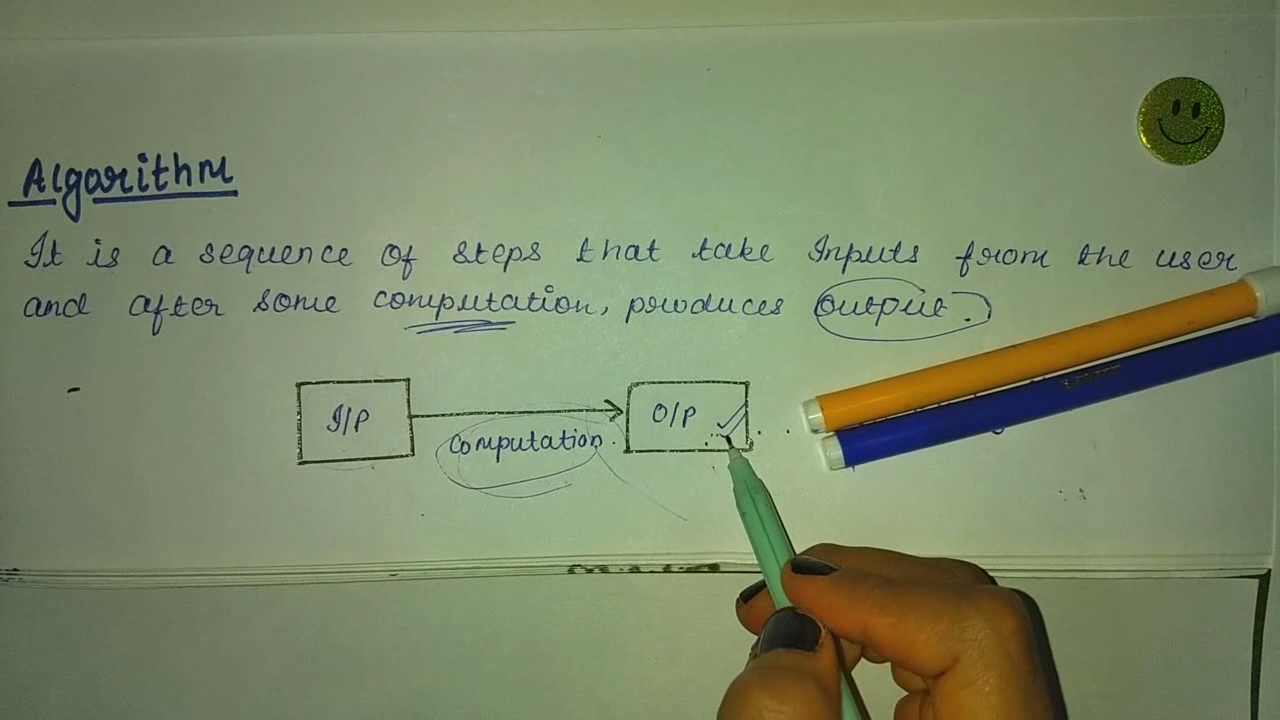 Algorithm
It is a sequence of steps that take Inputs from the user
and after some computation, produces output.
I/P
O/P
Computation.